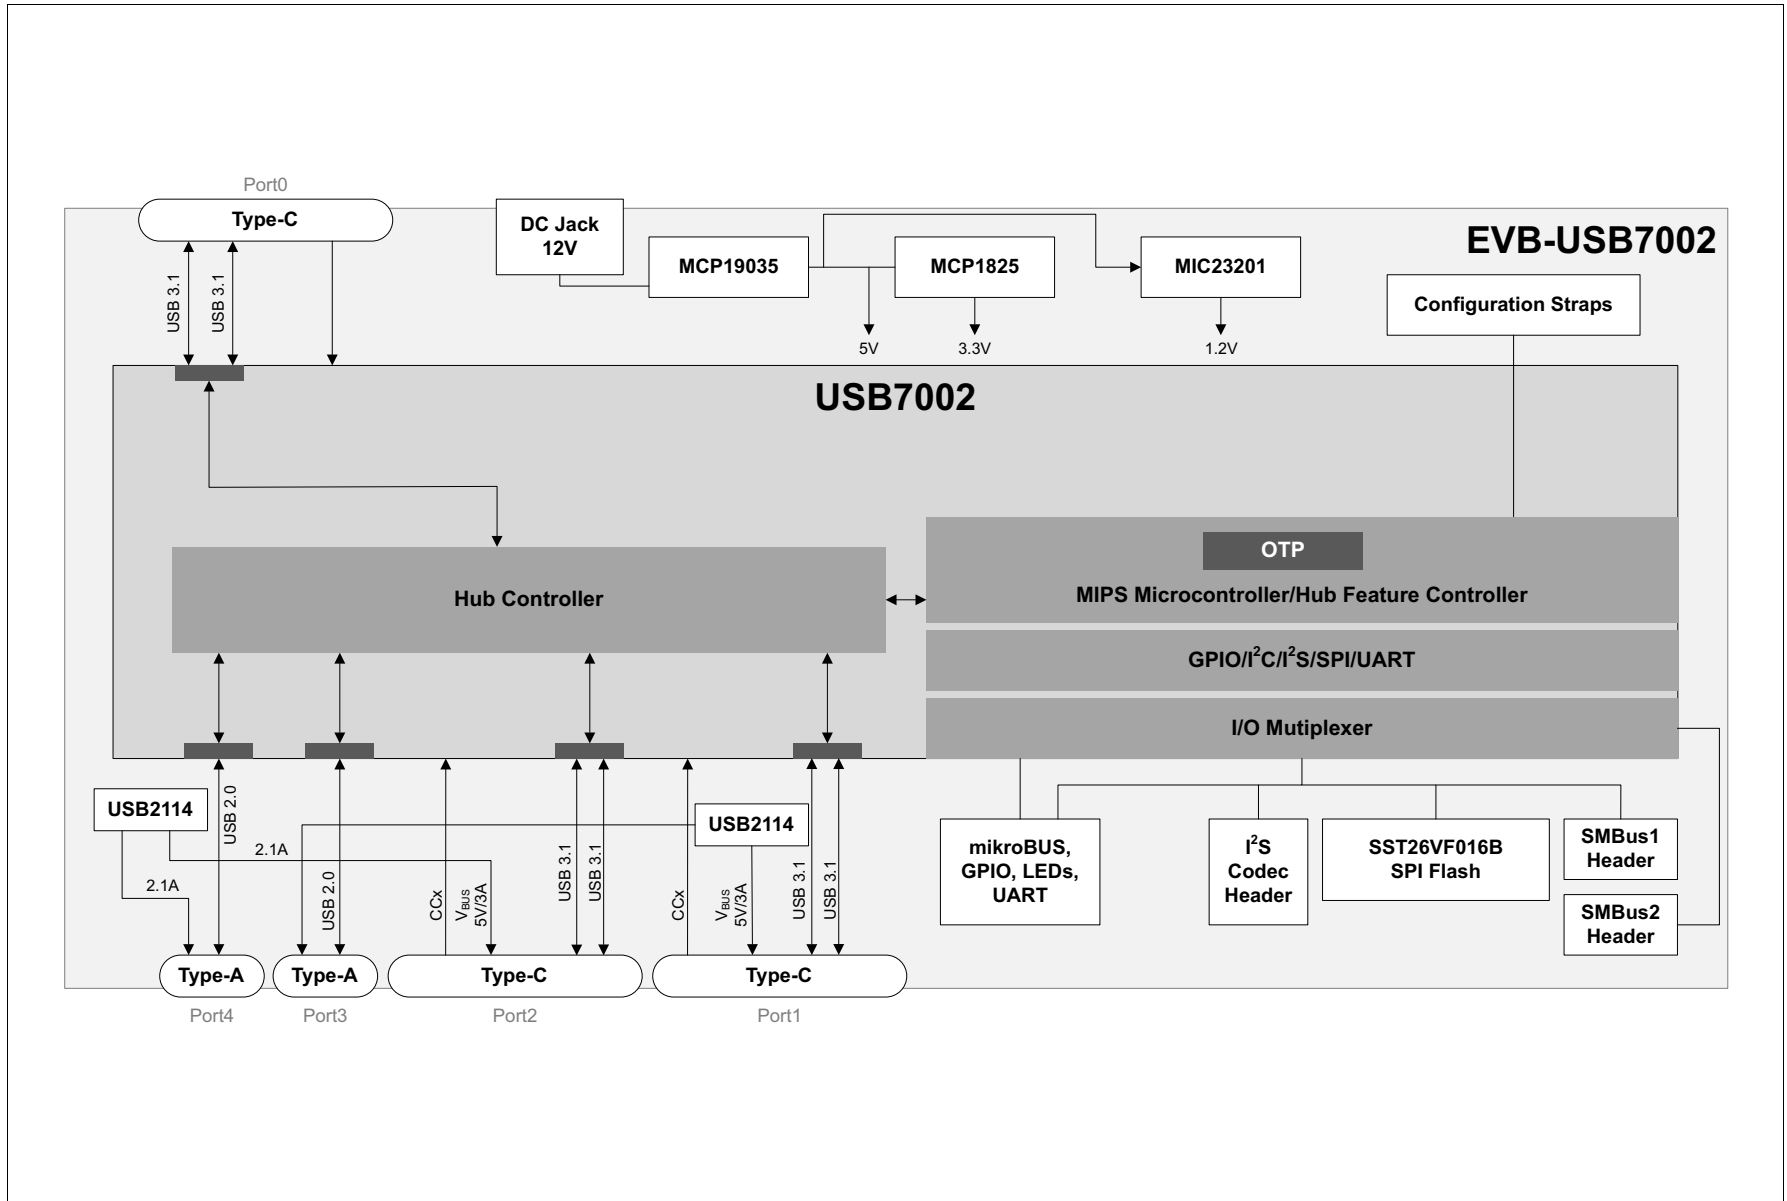 Port0
Type-C
DC Jack
12V
MCP19035
MCP1825
MIC23201
EVB-USB7002
Configuration Straps
USB 3.1
USB 3.1
5V
3.3V
1.2V
USB7002
OTP
MIPS Microcontroller/Hub Feature Controller
Hub Controller
GPIO/I²C/I²S/SPI/UART
I/O Mutiplexer
USB2114
USB 2.0
2.1A
2.1A
USB 2.0
CCx
VBUS
5V/3A
USB 3.1
USB 3.1
CCx
USB2114
VBUS
5V/3A
USB 3.1
USB 3.1
mikroBUS,
GPIO, LEDs,
UART
I²S
Codec
Header
SST26VF016B
SPI Flash
SMBus1
Header
SMBus2
Header
Type-A
Type-A
Type-C
Type-C
Port4
Port3
Port2
Port1